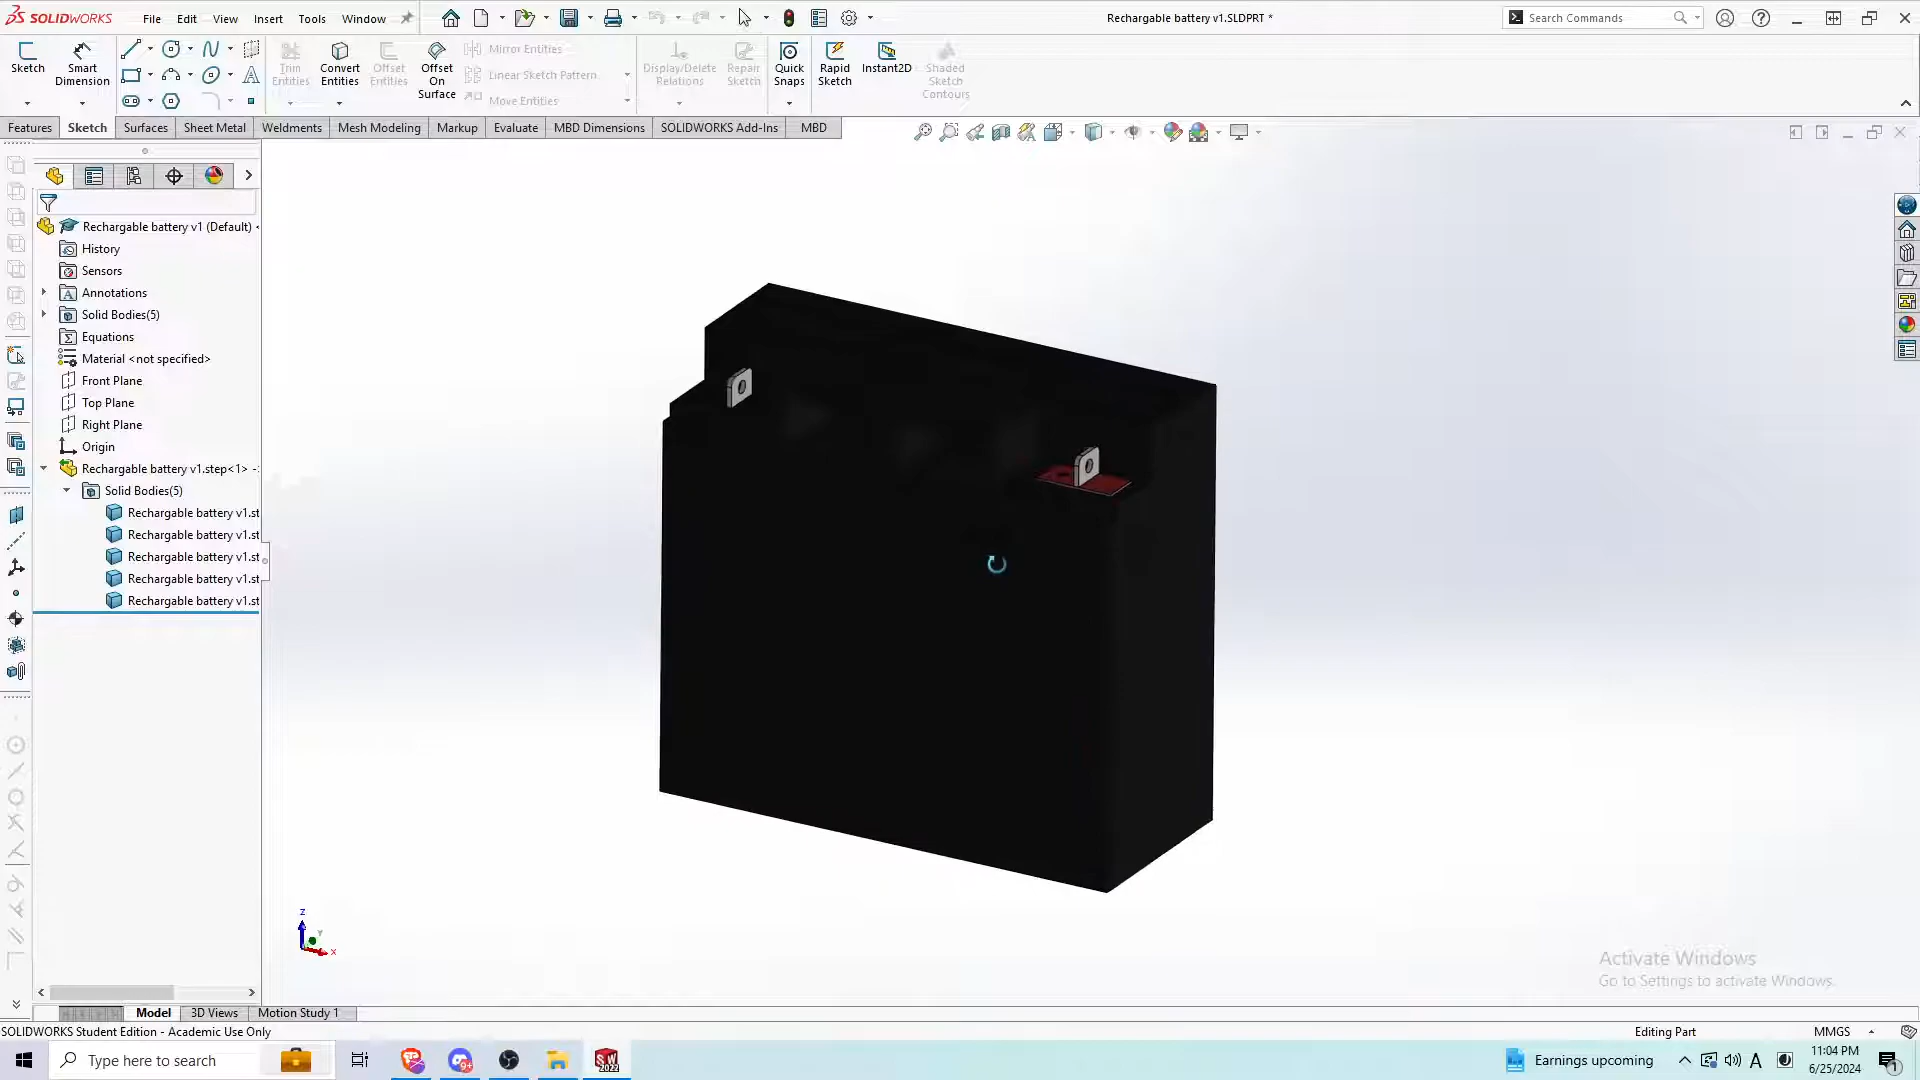 SOLIDWORKS
File
Edit
View
Insert
Tools
Window
Rechargable battery v1.SLDPRT *
Search Commands
Sketch
Smart
Dimension
Trim
Entities
Convert
Entities
Offset
Entities
Offset
On
Surface
Mirror Entities
Linear Sketch Pattern
Move Entities
Display/Delete
Relations
Repair
Sketch
Quick
Snaps
Rapid
Sketch
Instant2D
Shaded
Sketch
Contours
Features
Sketch
Surfaces
Sheet Metal
Weldments
Mesh Modeling
Markup
Evaluate
MBD Dimensions
SOLIDWORKS Add-Ins
MBD
Rechargable battery v1 (Default) <
History
Sensors
Annotations
Solid Bodies(5)
Equations
Material <not specified>
Front Plane
Top Plane
Right Plane
Origin
Rechargable battery v1.step<1> -
Solid Bodies(5)
Rechargable battery v1.st
Rechargable battery v1.st
Rechargable battery v1.st
Rechargable battery v1.st
Rechargable battery v1.st
Z
Y
X
Activate Windows
Go to Settings to activate Windows.
Model
3D Views
Motion Study 1
SOLIDWORKS Student Edition - Academic Use Only
Editing Part
MMGS
Type here to search
9+
SW
2022
Earnings upcoming
A
11:04 PM
6/25/2024
1